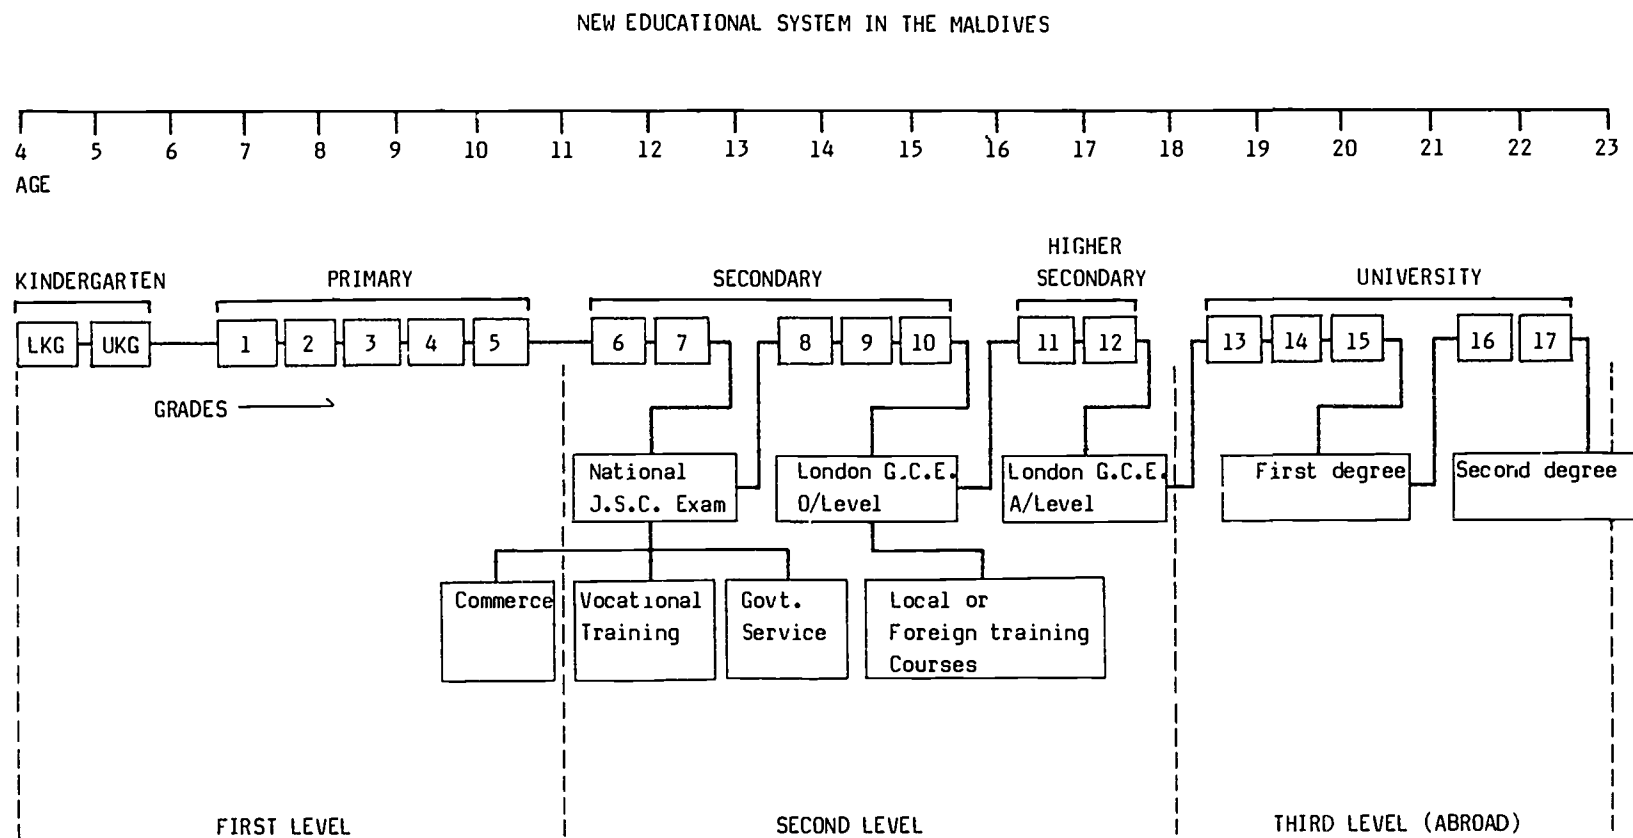 NEW EDUCATIONAL SYSTEM IN THE MALDIVES
4 5 6 7 8 9 10 11 12 13 14 15 16 17 18 19 20 21 22 23
AGE
KINDERGARTEN
PRIMARY
SECONDARY
HIGHER
SECONDARY
UNIVERSITY
LKG UKG 1 2 3 4 5 6 7 8 9 10 11 12 13 14 15 16 17
GRADES
National
J.S.C. Exam
London G.C.E.
O/Level
London G.C.E.
A/Level
First degree
Second degree
Commerce
Vocational
Training
Govt.
Service
Local or
Foreign training
Courses
FIRST LEVEL
SECOND LEVEL
THIRD LEVEL (ABROAD)